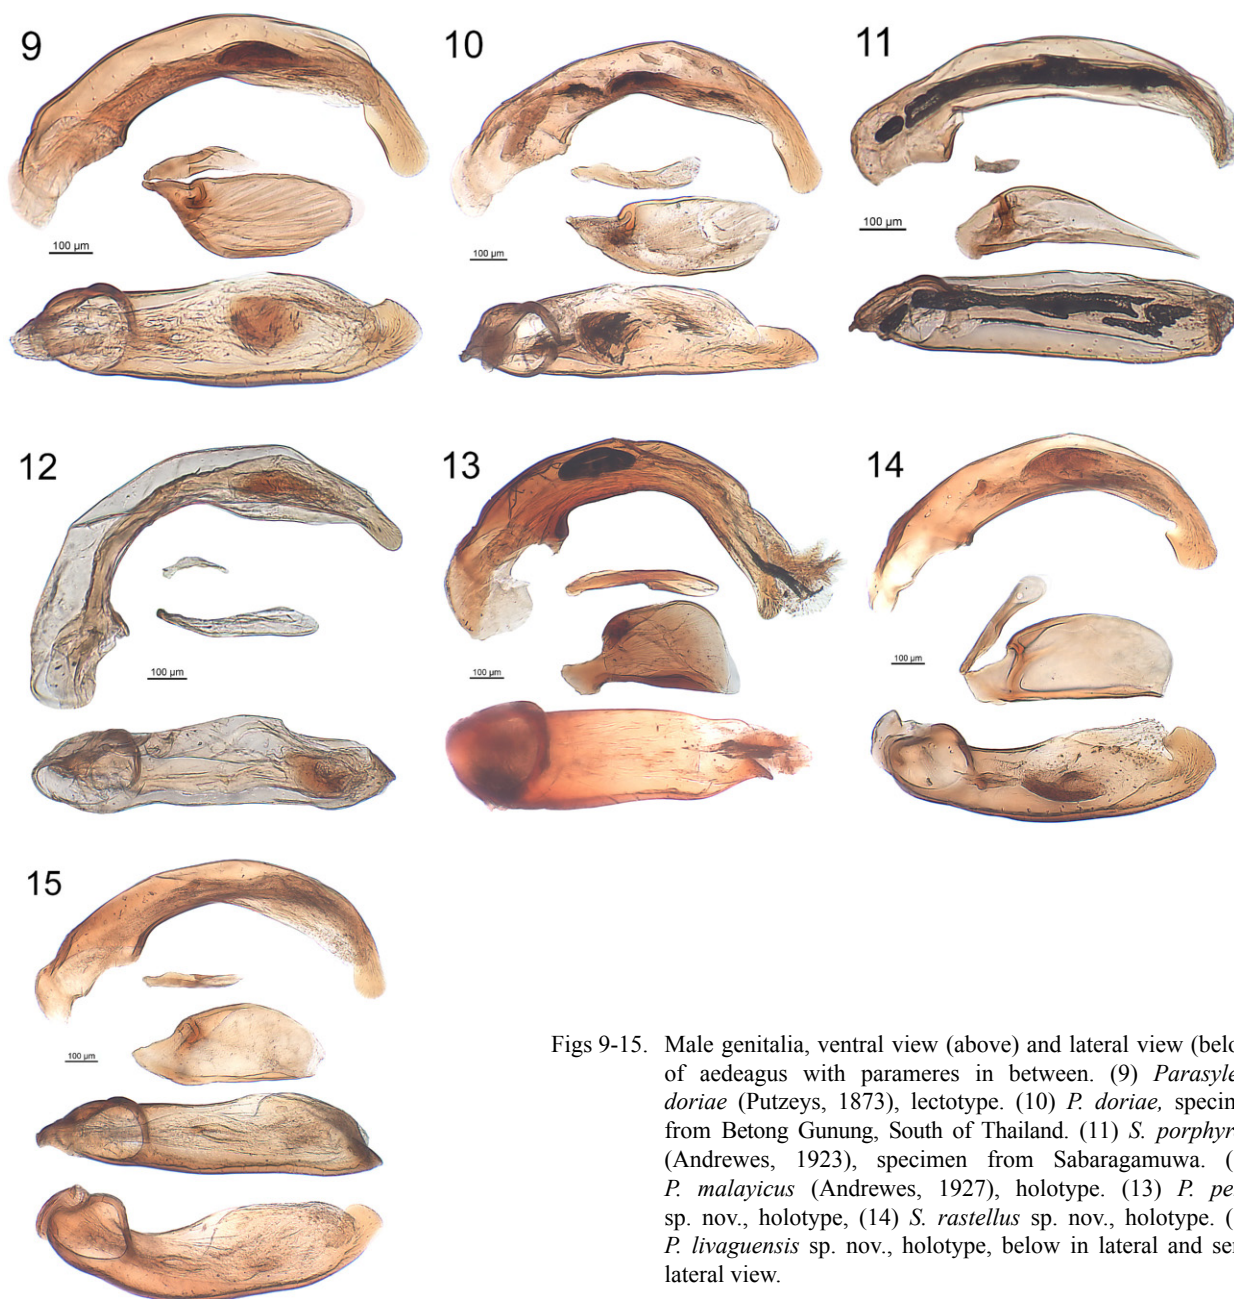 9
10
11
100 µm
100 µm
100 µm
12
13
14
100 µm
100 µm
100 µm
15
100 µm
Figs 9-15. Male genitalia, ventral view (above) and lateral view
of aedeagus with parameres in between. (9)
doriae (Putzeys, 1873), lectotype. (10) P. doriae,
from Betong Gunung, South of Thailand. (11) S.
(Andrewes, 1923), specimen from Sabaragamuwa.
P. malayicus (Andrewes, 1927), holotype. (13) P.
sp. nov., holotype, (14) S. rastellus sp. nov., holotype.
P. livaguensis sp. nov., holotype, below in lateral and
lateral view.